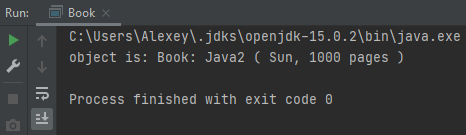 Run: Book
C:\Users\Alexey\.jdks\openjdk-15.0.2\bin\java.exe
object is: Book: Java2 ( Sun, 1000 pages )
Process finished with exit code 0